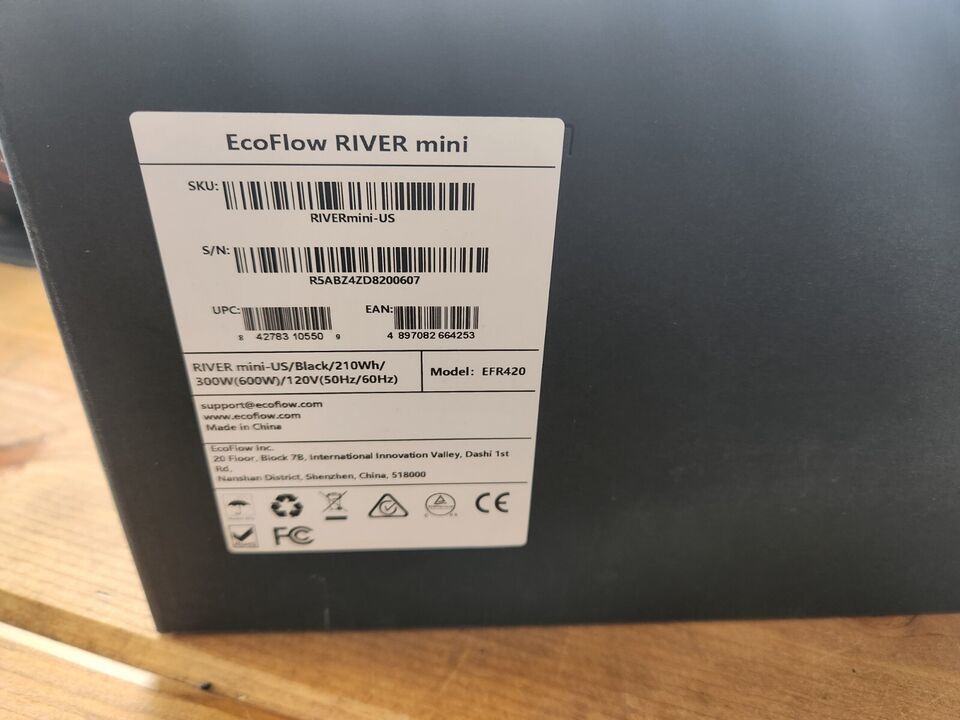 EcoFlow RIVER mini
SKU:
RIVERmini-US
S/N:
R5ABZ4ZD8200607
UPC:
8 42783 10550 9
EAN:
4 897082 664253
RIVER mini-US/Black/210Wh/
300W(600W)/120V(50Hz/60Hz)
Model: EFR420
support@ecoflow.com
www.ecoflow.com
Made in China
EcoFlow Inc.
20 Floor, Block 7B, International Innovation Valley, Dashi 1st
Rd,
Nanshan District, Shenzhen, China, 518000
CE
FC